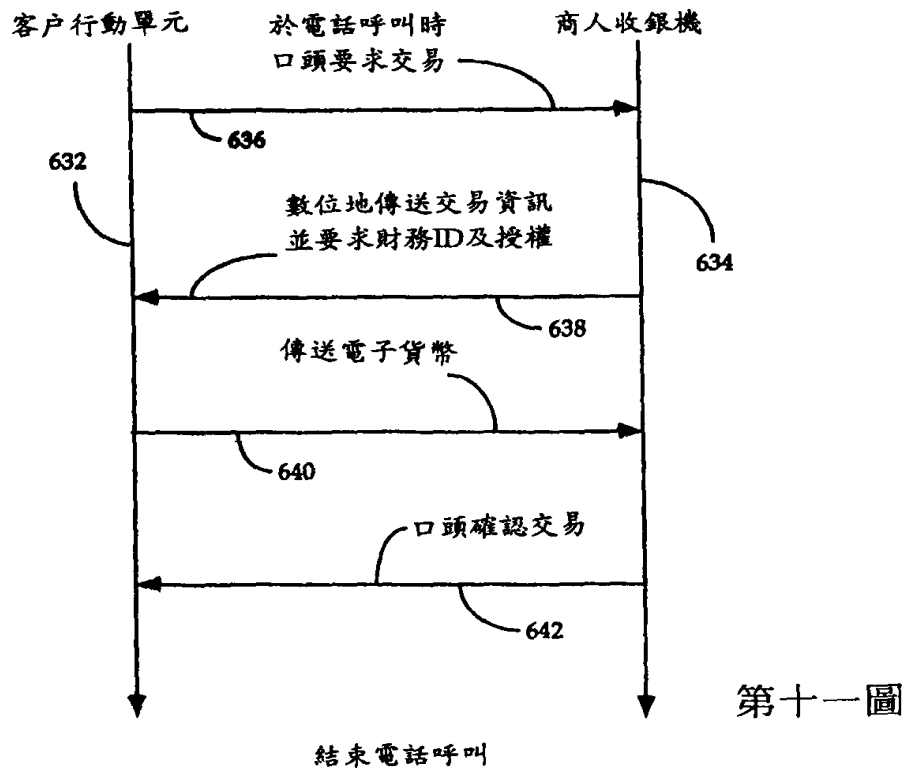 客户行動單元
於電話呼叫時
口頭要求交易
商人收銀機
636
632
數位地傳送交易資訊
並要求財務ID及授權
634
638
傳送電子貨幣
640
口頭確認交易
642
第十一圖
結束電話呼叫